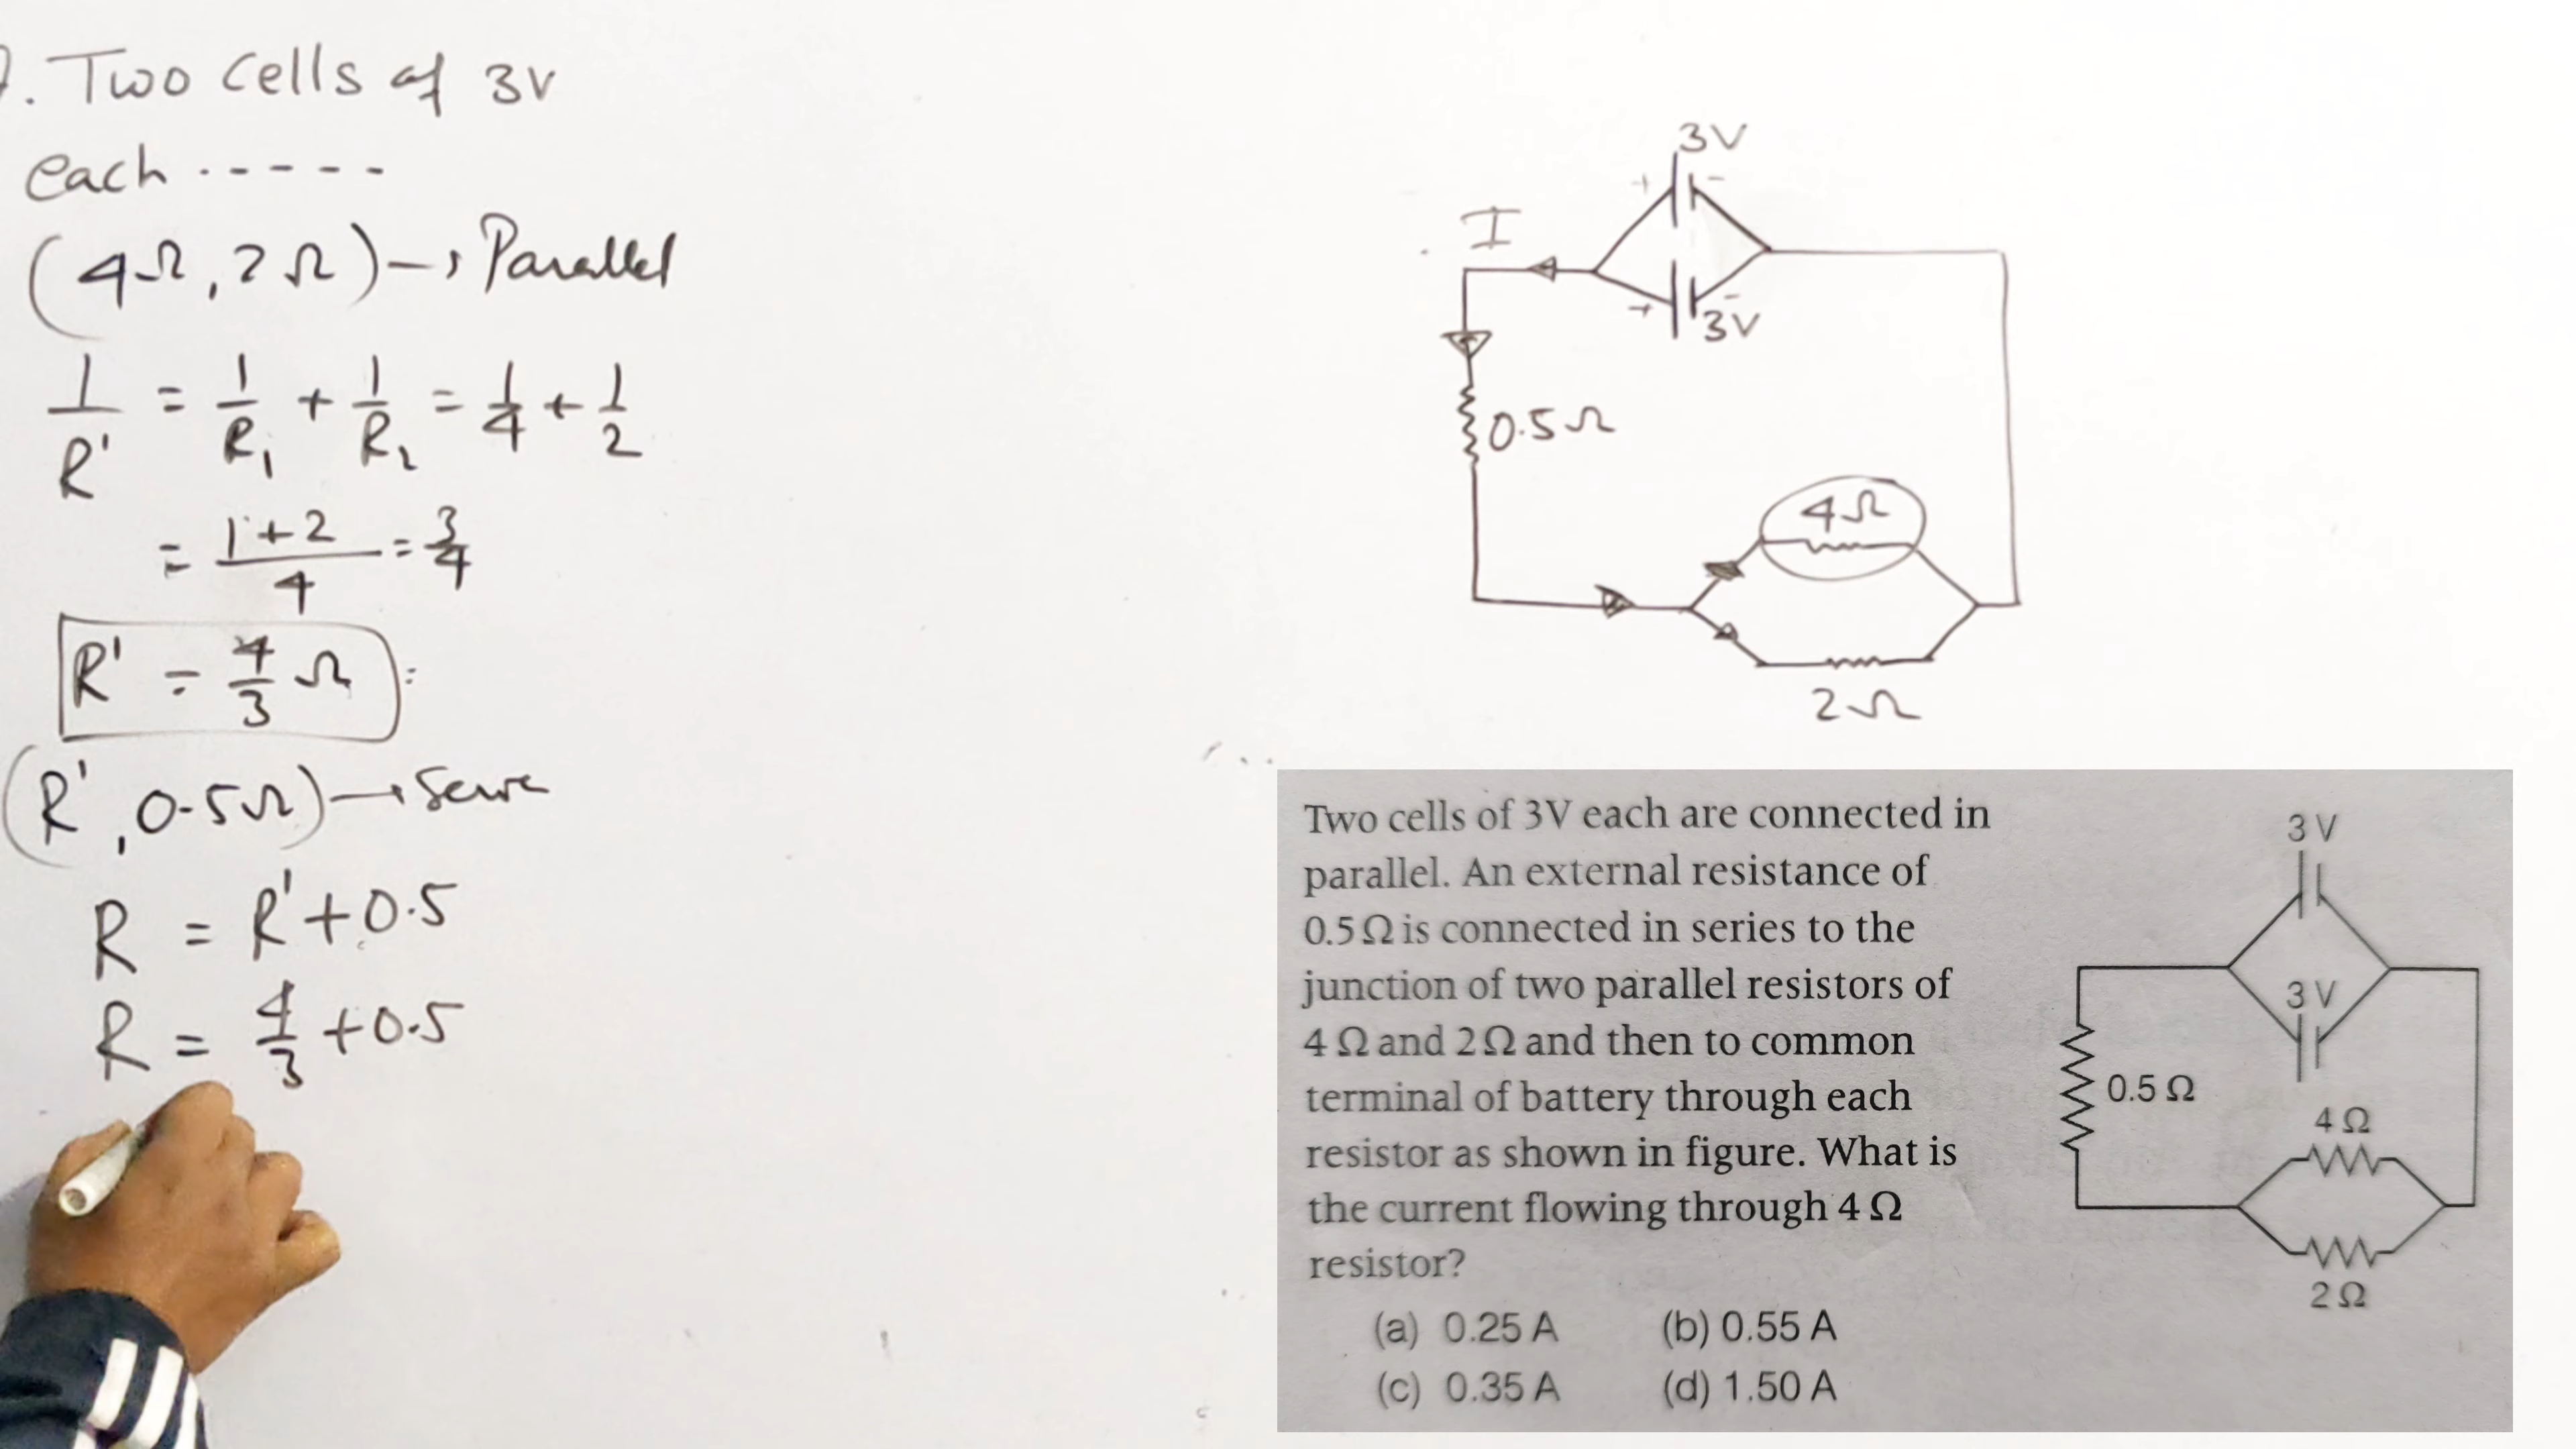 . Two cells of 3V
each -----
(4Ω, 2Ω) → Parallel
1/R' = 1/R₁ + 1/R₂ = 1/4 + 1/2
= 1+2/4 = 3/4
R' = 4/3 Ω :
(R', 0.5Ω) →
R = R' + 0.5
R = 4/3 + 0.5
3V
+ -
I
+ -
3V
0.5Ω
4Ω
2Ω
Two cells of 3V each are connected in
parallel. An external resistance of
0.5 Ω is connected in series to the
junction of two parallel resistors of
4 Ω and 2 Ω and then to common
terminal of battery through each
resistor as shown in figure. What is
the current flowing through 4 Ω
resistor?
(a) 0.25 A (b) 0.55 A
(c) 0.35 A (d) 1.50 A
3 V
3 V
0.5 Ω
4 Ω
2 Ω